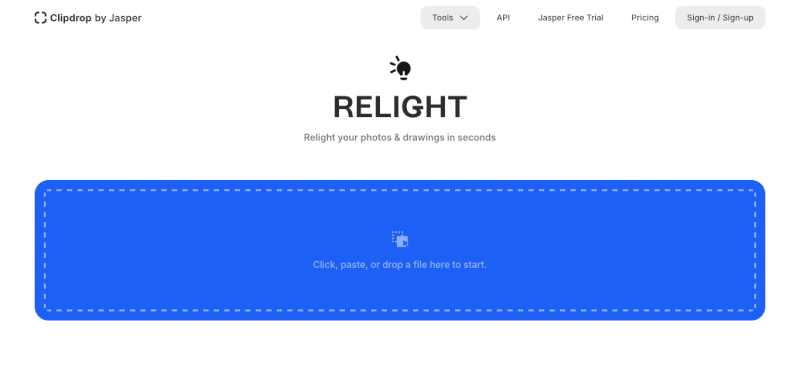 Clipdrop by Jasper
Tools
API
Jasper Free Trial
Pricing
Sign-in / Sign-up
RELIGHT
Relight your photos & drawings in seconds
Click, paste, or drop a file here to start.